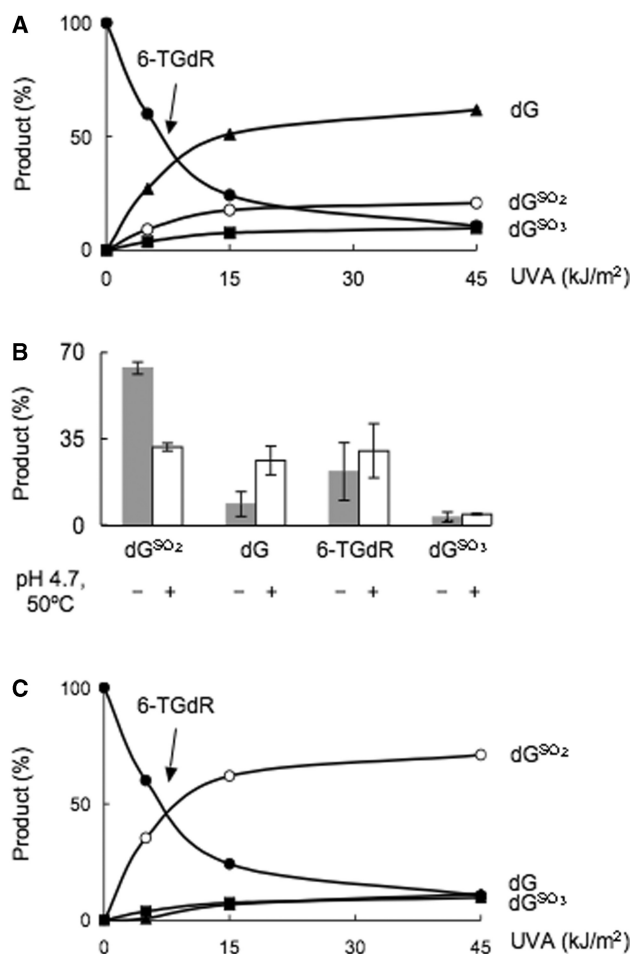 A
Product (%)
100
50
0
6-TGdR
dG
dGSO2
dGSO3
0 15 30 45 UVA (kJ/m²)
B
Product (%)
70
35
0
dGSO2 dG 6-TGdR dGSO3
pH 4.7, 50ºC
– + – + – + – +
C
Product (%)
100
50
0
6-TGdR
dGSO2
dG
dGSO3
0 15 30 45 UVA (kJ/m²)